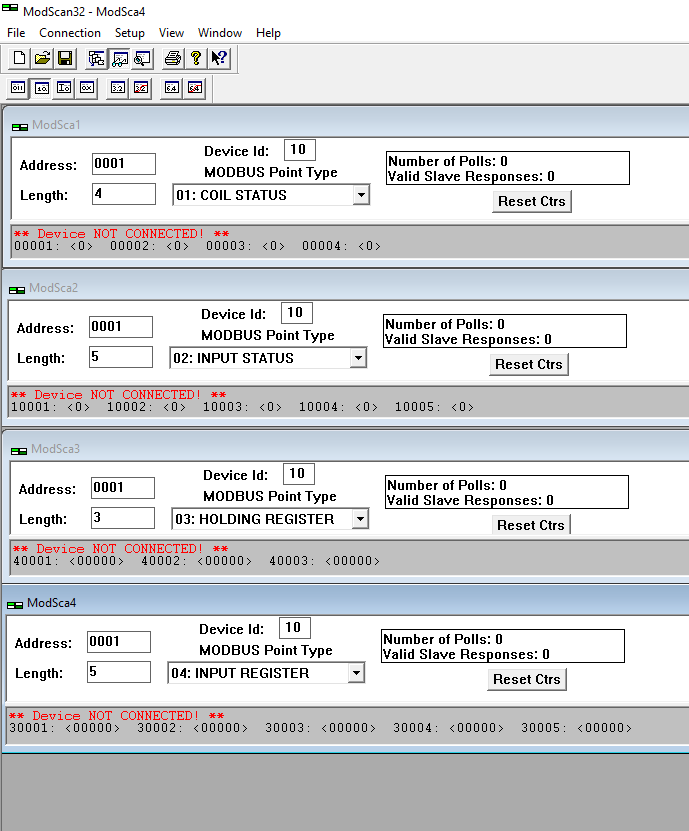 ModScan32 - ModSca4
File Connection Setup View Window Help
ModSca1
Device Id: 10
Address: 0001
MODBUS Point Type
Length: 4
01: COIL STATUS
Number of Polls: 0
Valid Slave Responses: 0
Reset Ctrs
** Device NOT CONNECTED! **
00001: <0> 00002: <0> 00003: <0> 00004: <0>
ModSca2
Device Id: 10
Address: 0001
MODBUS Point Type
Length: 5
02: INPUT STATUS
Number of Polls: 0
Valid Slave Responses: 0
Reset Ctrs
** Device NOT CONNECTED! **
10001: <0> 10002: <0> 10003: <0> 10004: <0> 10005: <0>
ModSca3
Device Id: 10
Address: 0001
MODBUS Point Type
Length: 3
03: HOLDING REGISTER
Number of Polls: 0
Valid Slave Responses: 0
Reset Ctrs
** Device NOT CONNECTED! **
40001: <00000> 40002: <00000> 40003: <00000>
ModSca4
Device Id: 10
Address: 0001
MODBUS Point Type
Length: 5
04: INPUT REGISTER
Number of Polls: 0
Valid Slave Responses: 0
Reset Ctrs
** Device NOT CONNECTED! **
30001: <00000> 30002: <00000> 30003: <00000> 30004: <00000> 30005: <00000>